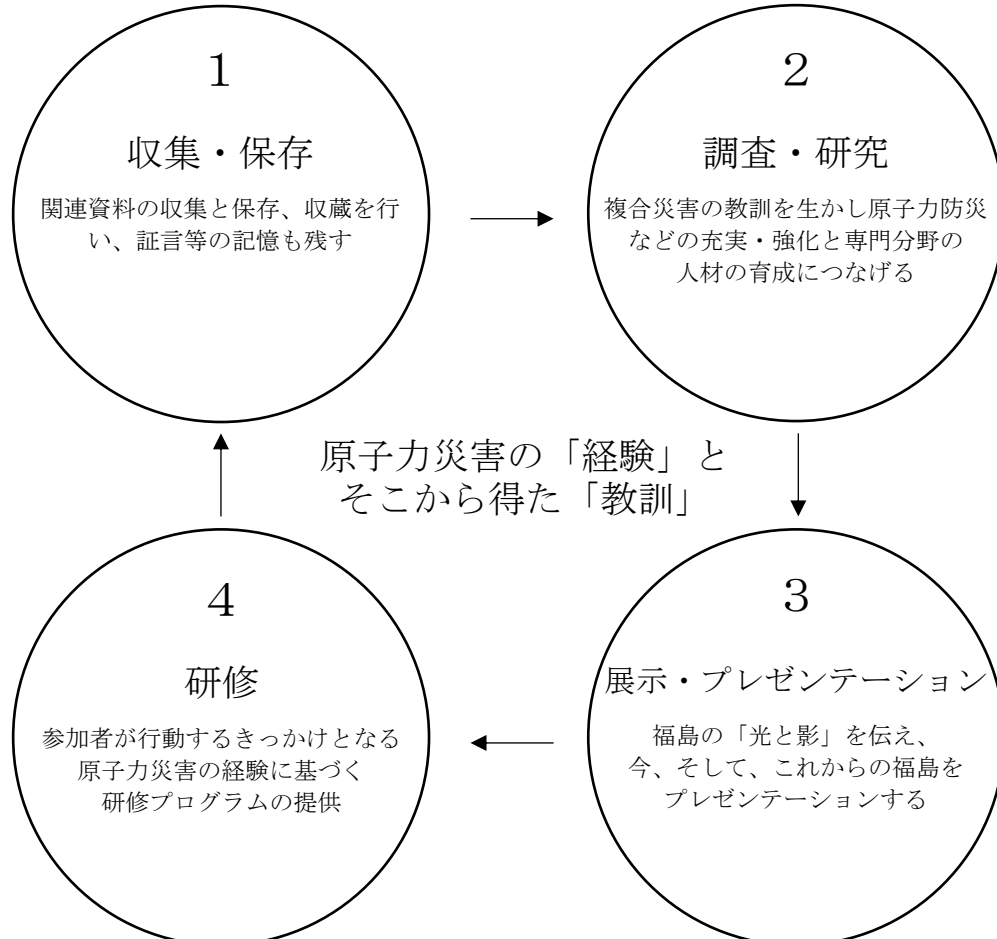 1
収集・保存
関連資料の収集と保存、収蔵を行
い、証言等の記憶も残す
2
調査・研究
複合災害の教訓を生かし原子力防災
などの充実・強化と専門分野の
人材の育成につなげる
原子力災害の「経験」と
そこから得た「教訓」
4
研修
参加者が行動するきっかけとなる
原子力災害の経験に基づく
研修プログラムの提供
3
展示・プレゼンテーション
福島の「光と影」を伝え、
今、そして、これからの福島を
プレゼンテーションする